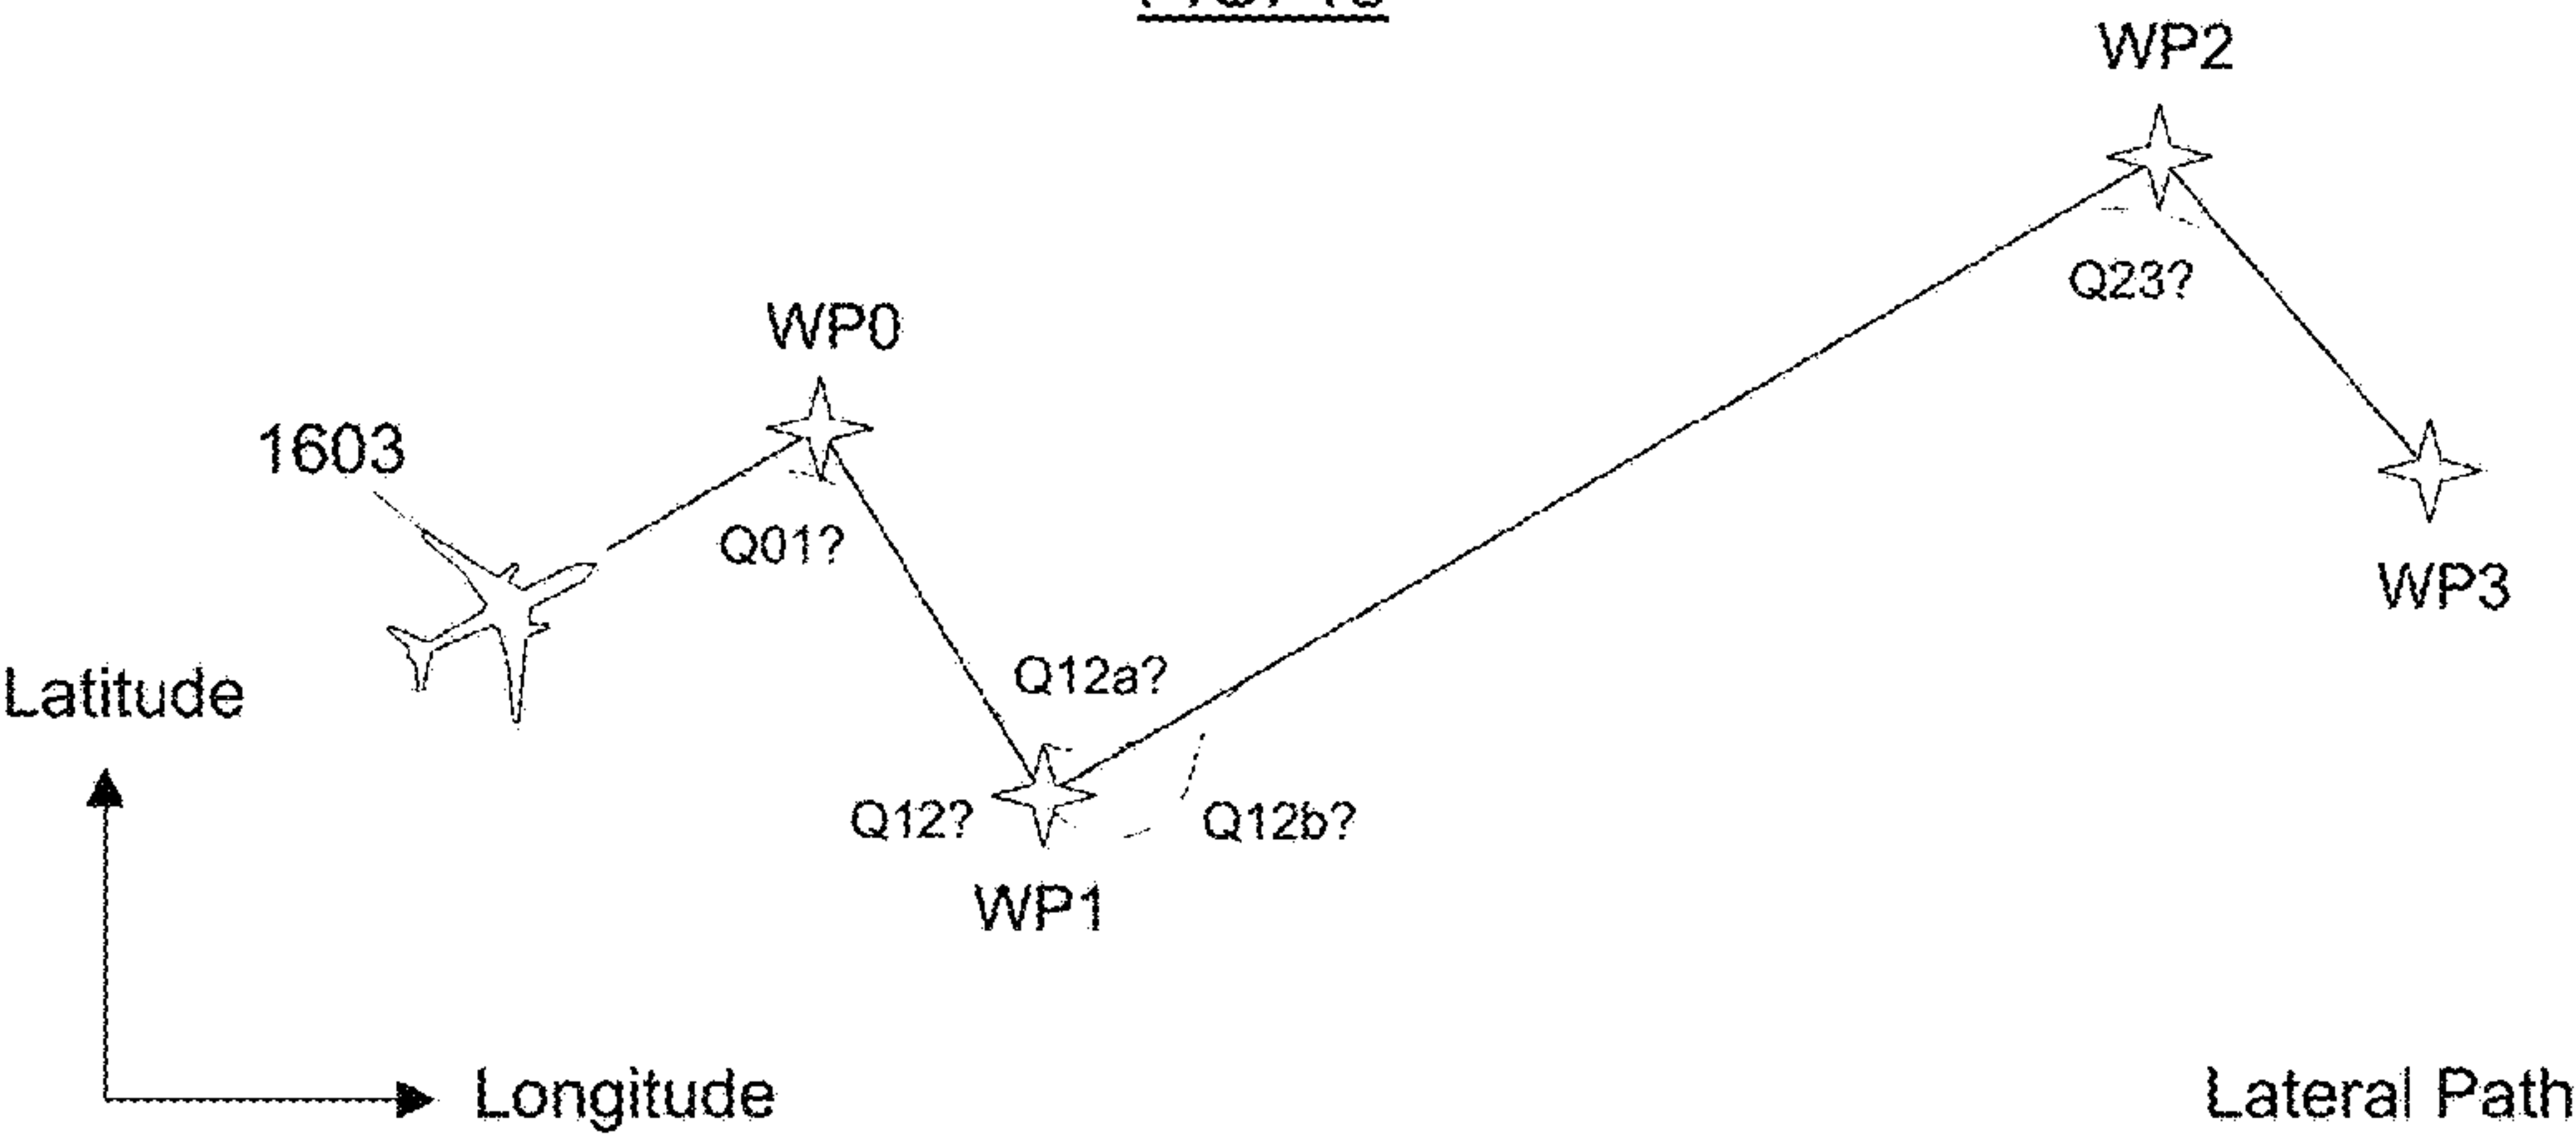 WP2
Q23?
WP0
1603
Q01?
WP3
Q12a?
Latitude
Q12?
Q12b?
WP1
Longitude
Lateral Path